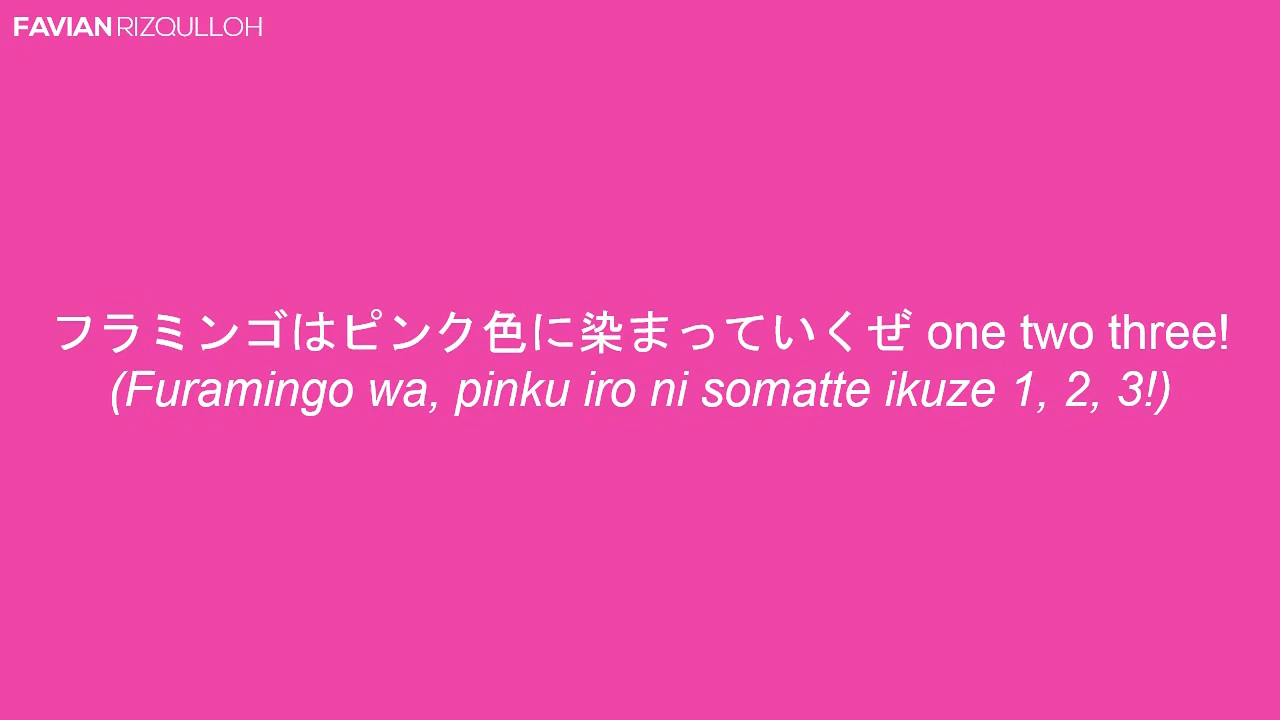 FAVIAN RIZQULLOH
フラミンゴはピンク色に染まっていくぜ one two three!
(Furamingo wa, pinku iro ni somatte ikuze 1, 2, 3!)